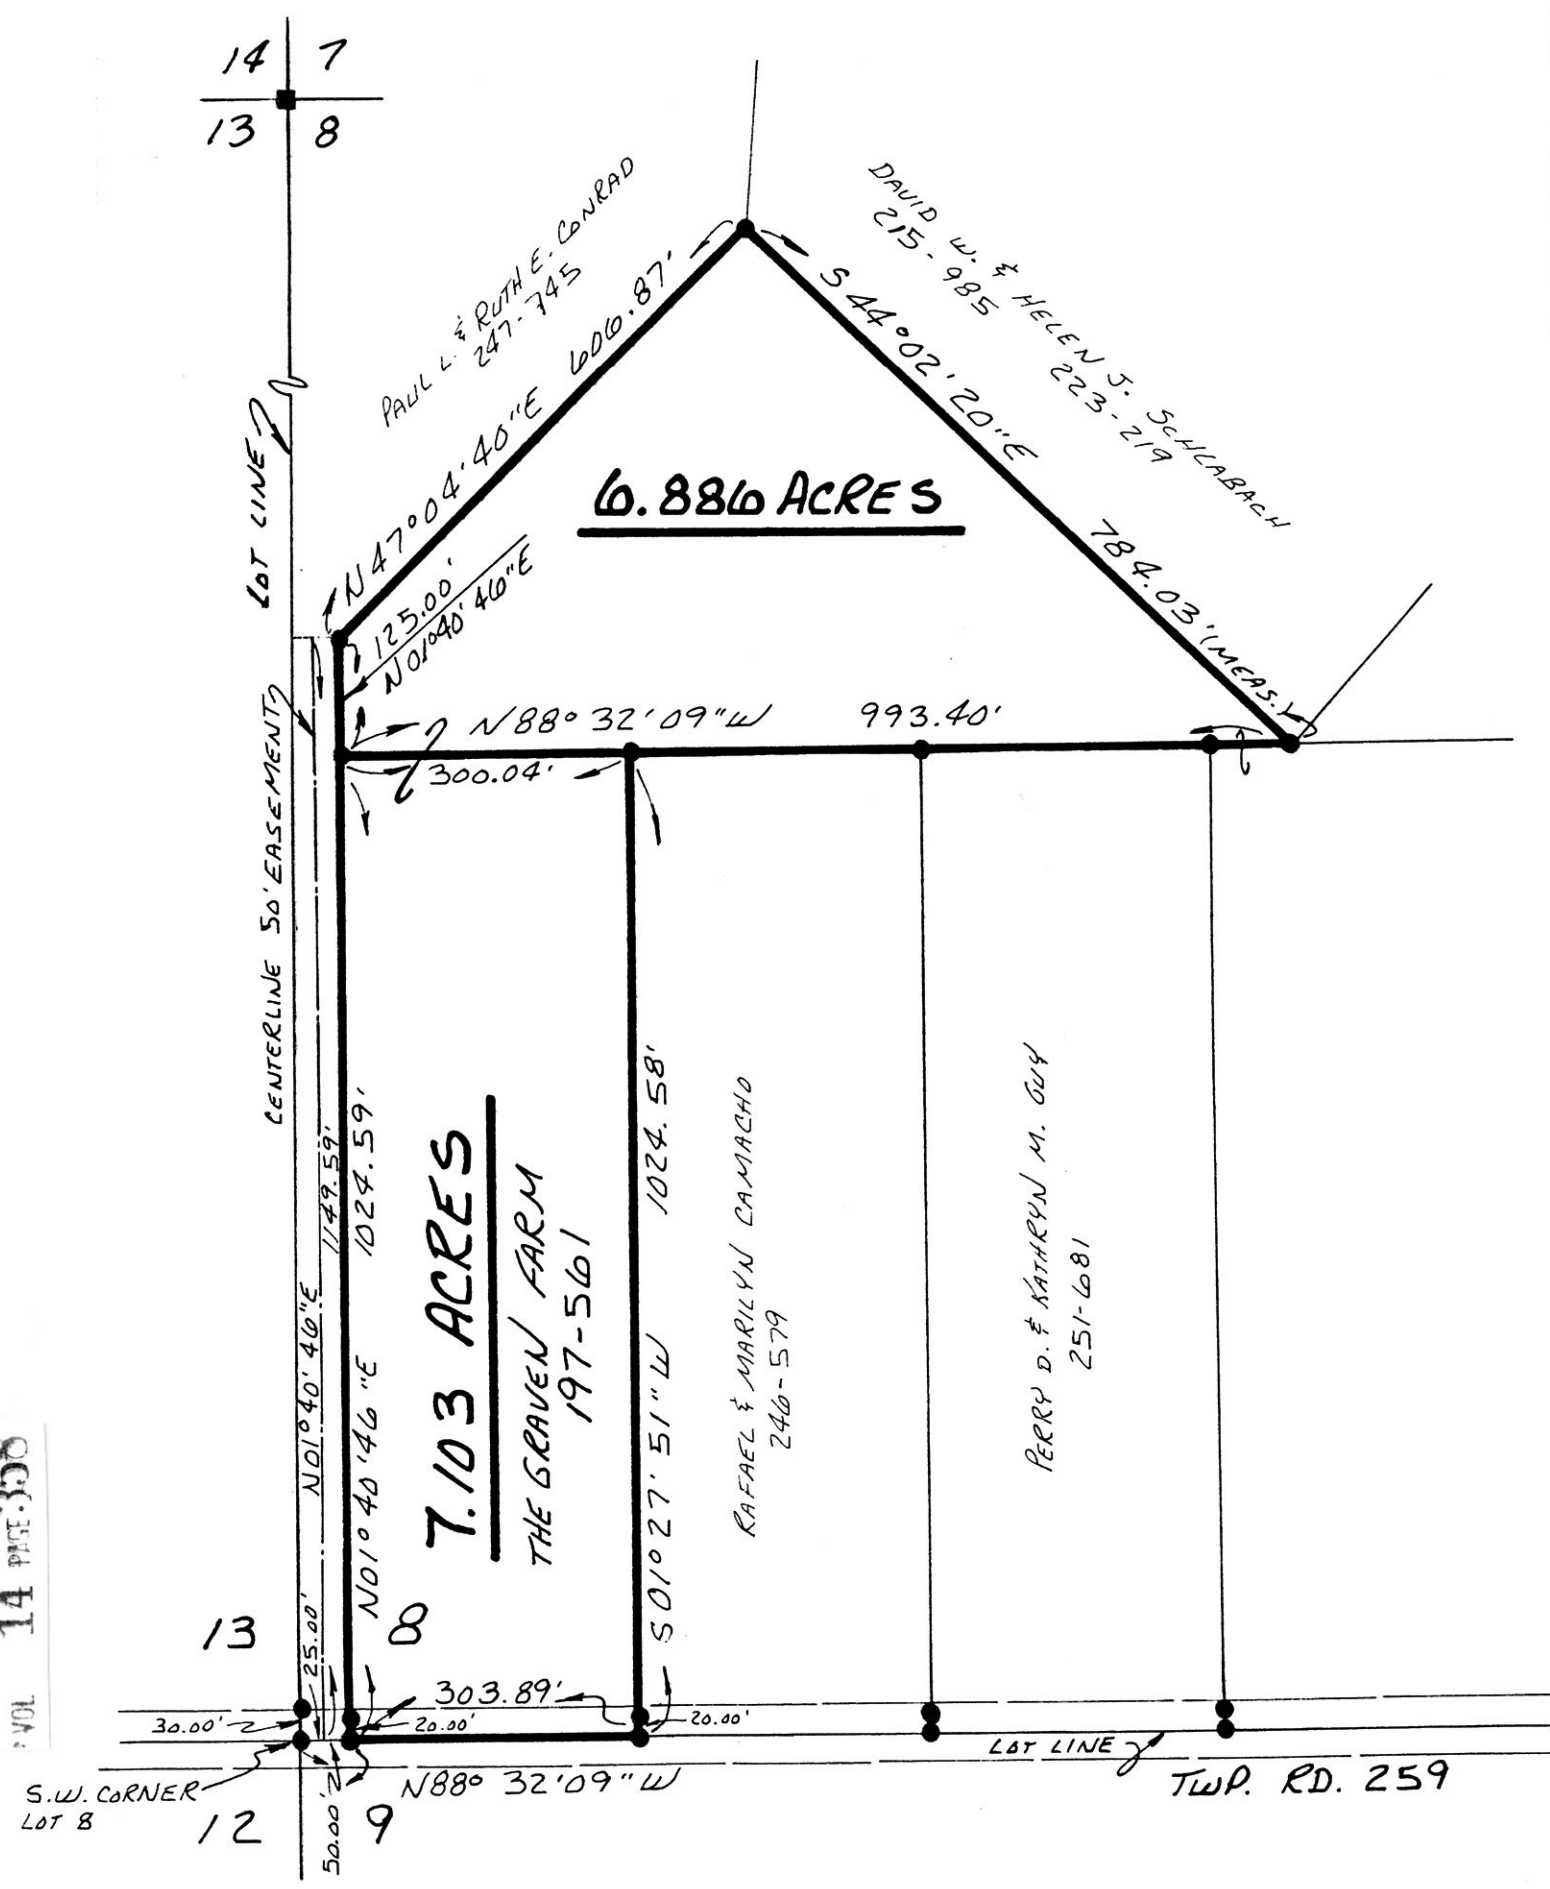 14 7
13 8
PAUL L. & RUTH E. CONRAD
247-745
DAVID W. & HELEN J. SCHLABACH
215-985
223-219
N 47°04'40"E 606.87'
S 44°02'20"E 784.03' (MEAS.)
6.886 ACRES
LOT LINE
125.00'
N01°40'46"E
N88°32'09"W 993.40'
300.04'
CENTERLINE 50' EASEMENT
N01°40'46"E 1149.59'
N01°40'46"E 1024.59'
7.103 ACRES
THE GRAVEN FARM
197-561
S01°27'51"W 1024.58'
RAFAEL & MARILYN CAMACHO
246-579
PERRY D. & KATHRYN M. GUY
251-681
VOL 14 PAGE
13
25.00'
8
303.89'
30.00'
20.00'
20.00'
LOT LINE
S.W. CORNER
LOT 8
12
50.00'
9
N88°32'09"W
TWP. RD. 259